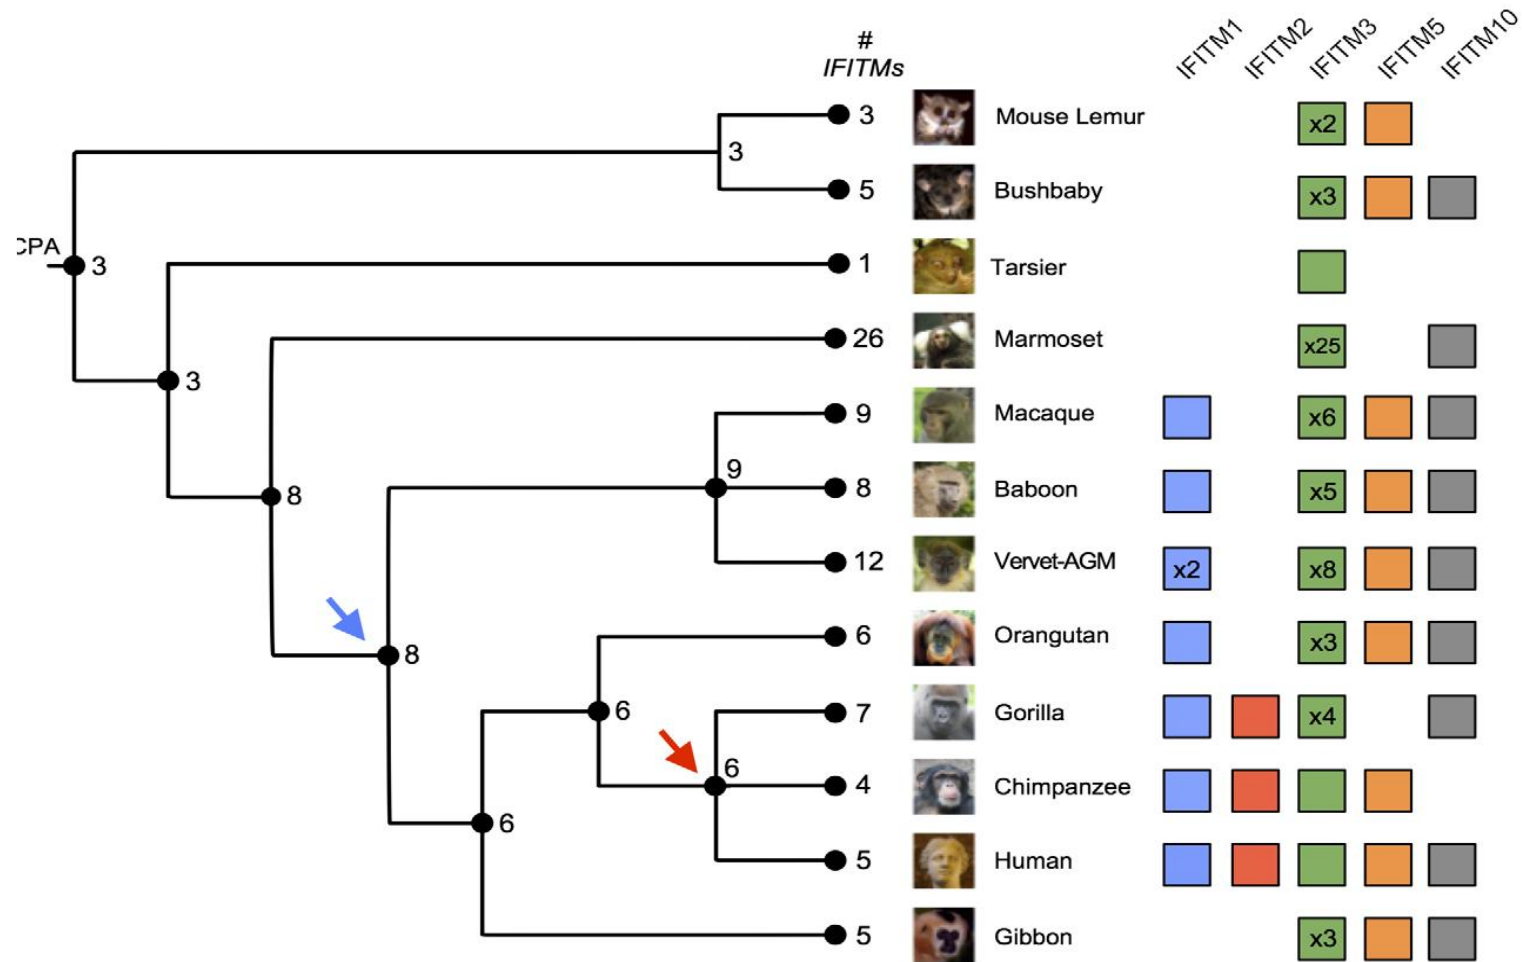 #
IFITMs
IFITM1 IFITM2 IFITM3 IFITM5 IFITM10
3 Mouse Lemur x2
3
5 Bushbaby x3
CPA
3
1 Tarsier
26 Marmoset x25
3
9 Macaque x6
9
8 Baboon x5
8
12 Vervet-AGM x2 x8
6 Orangutan x3
8
6
7 Gorilla x4
6
4 Chimpanzee
6
5 Human
5 Gibbon x3